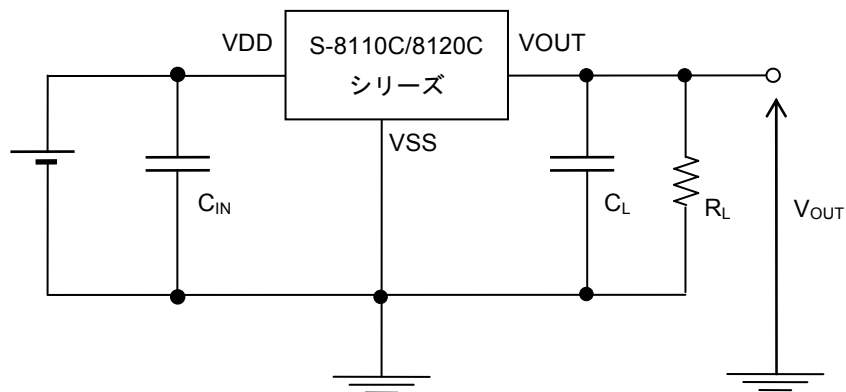 VDD
S-8110C/8120C
シリーズ
VOUT
VSS
CIN
CL
RL
VOUT